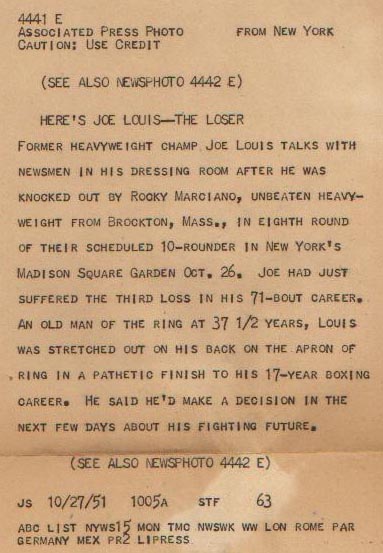 4441 E
ASSOCIATED PRESS PHOTO FROM NEW YORK
CAUTION: USE CREDIT
(SEE ALSO NEWSPHOTO 4442 E)
HERE'S JOE LOUIS—THE LOSER
FORMER HEAVYWEIGHT CHAMP JOE LOUIS TALKS WITH
NEWSMEN IN HIS DRESSING ROOM AFTER HE WAS
KNOCKED OUT BY ROCKY MARCIANO, UNBEATEN HEAVY-
WEIGHT FROM BROCKTON, MASS., IN EIGHTH ROUND
OF THEIR SCHEDULED 10-ROUNDER IN NEW YORK'S
MADISON SQUARE GARDEN OCT. 26. JOE HAD JUST
SUFFERED THE THIRD LOSS IN HIS 71-BOUT CAREER.
AN OLD MAN OF THE RING AT 37 1/2 YEARS, LOUIS
WAS STRETCHED OUT ON HIS BACK ON THE APRON OF
RING IN A PATHETIC FINISH TO HIS 17-YEAR BOXING
CAREER. HE SAID HE'D MAKE A DECISION IN THE
NEXT FEW DAYS ABOUT HIS FIGHTING FUTURE.
(SEE ALSO NEWSPHOTO 4442 E)
JS 10/27/51 1005A STF 63
ABC LIST NYWS15 MON TMC NWSWK WW LON ROME PAR
GERMANY MEX PR2 LIPRESS